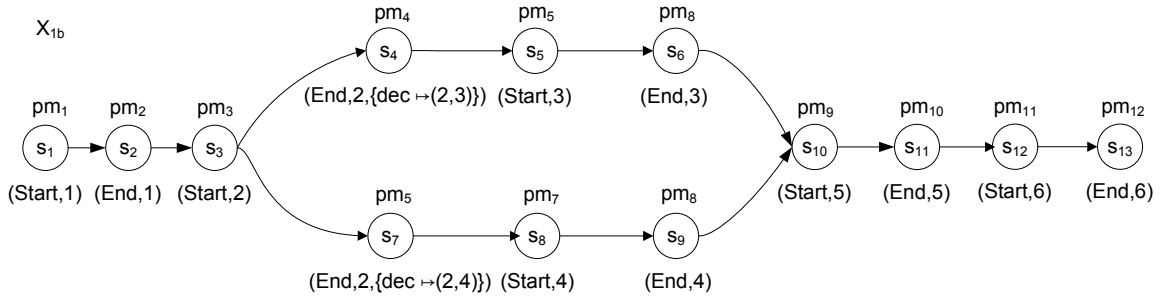 pm₄ pm₅ pm₈
X₁b
s₄ s₅ s₆
(End,2,{dec ↦(2,3)}) (Start,3) (End,3)
pm₁ pm₂ pm₃ pm₉ pm₁₀ pm₁₁ pm₁₂
s₁ s₂ s₃ s₁₀ s₁₁ s₁₂ s₁₃
(Start,1) (End,1) (Start,2) (Start,5) (End,5) (Start,6) (End,6)
pm₅ pm₇ pm₈
s₇ s₈ s₉
(End,2,{dec ↦(2,4)}) (Start,4) (End,4)